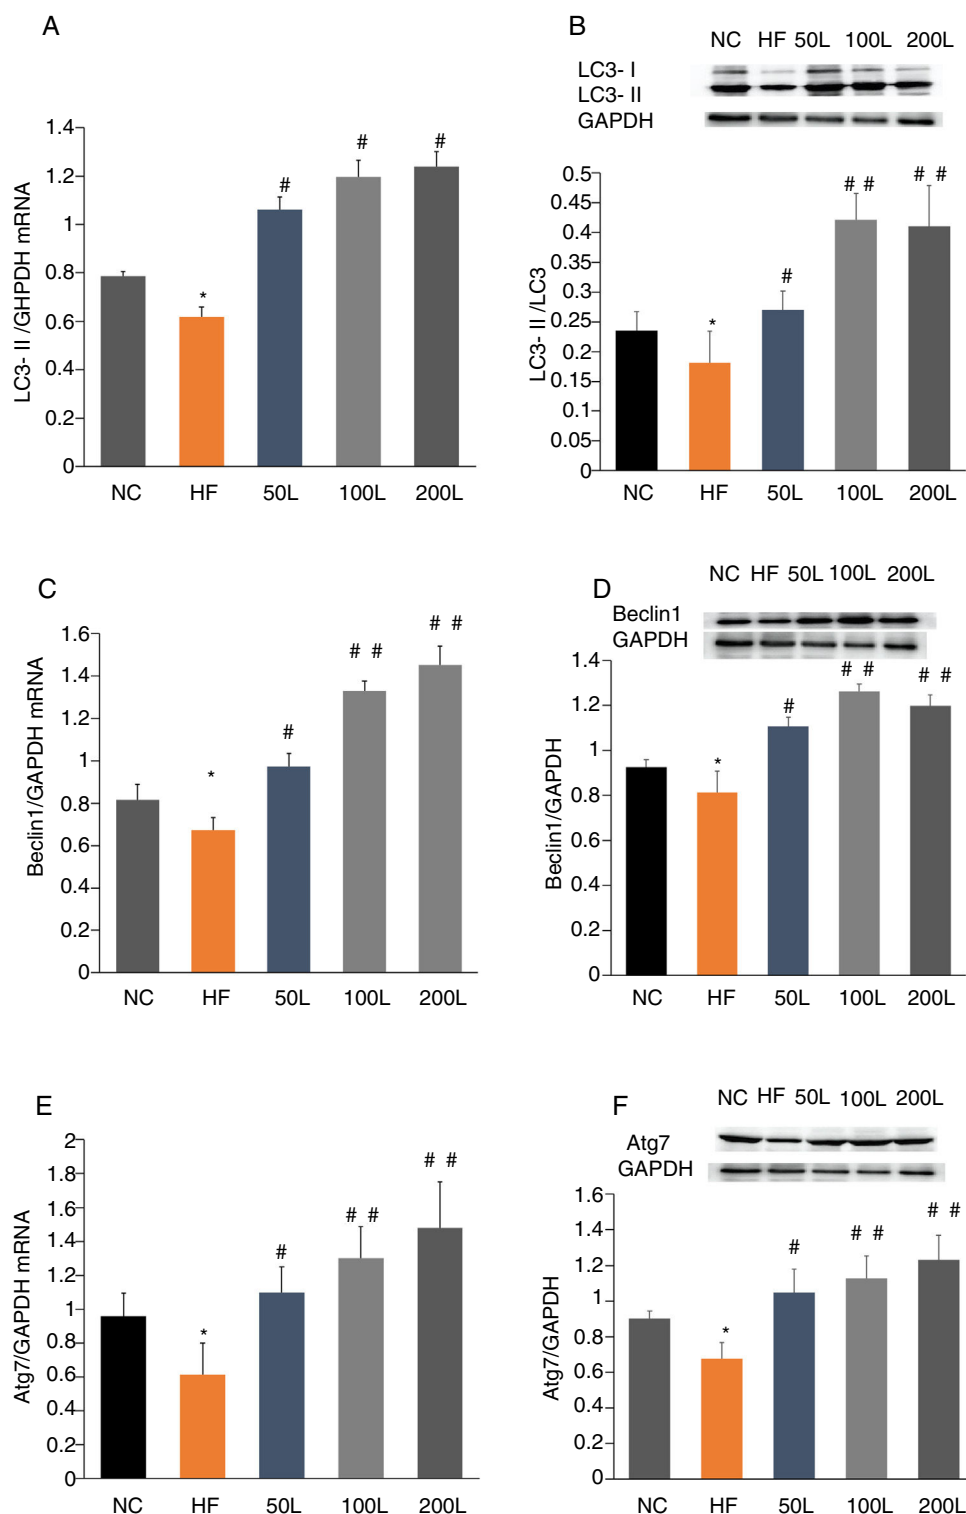 A
LC3- II /GHPDH mRNA
1.4
1.2
1
0.8
0.6
0.4
0.2
0
*
#
#
#
NC HF 50L 100L 200L
B
NC HF 50L 100L 200L
LC3- I
LC3- II
GAPDH
LC3- II /LC3
0.5
0.45
0.4
0.35
0.3
0.25
0.2
0.15
0.1
0.05
0
*
#
# #
# #
NC HF 50L 100L 200L
C
Beclin1/GAPDH mRNA
1.6
1.4
1.2
1
0.8
0.6
0.4
0.2
0
*
#
# #
# #
NC HF 50L 100L 200L
D
NC HF 50L 100L 200L
Beclin1
GAPDH
Beclin1/GAPDH
1.4
1.2
1
0.8
0.6
0.4
0.2
0
*
#
# #
# #
NC HF 50L 100L 200L
E
Atg7/GAPDH mRNA
2
1.8
1.6
1.4
1.2
1
0.8
0.6
0.4
0.2
0
*
#
# #
# #
NC HF 50L 100L 200L
F
NC HF 50L 100L 200L
Atg7
GAPDH
Atg7/GAPDH
1.6
1.4
1.2
1
0.8
0.6
0.4
0.2
0
*
#
# #
# #
NC HF 50L 100L 200L